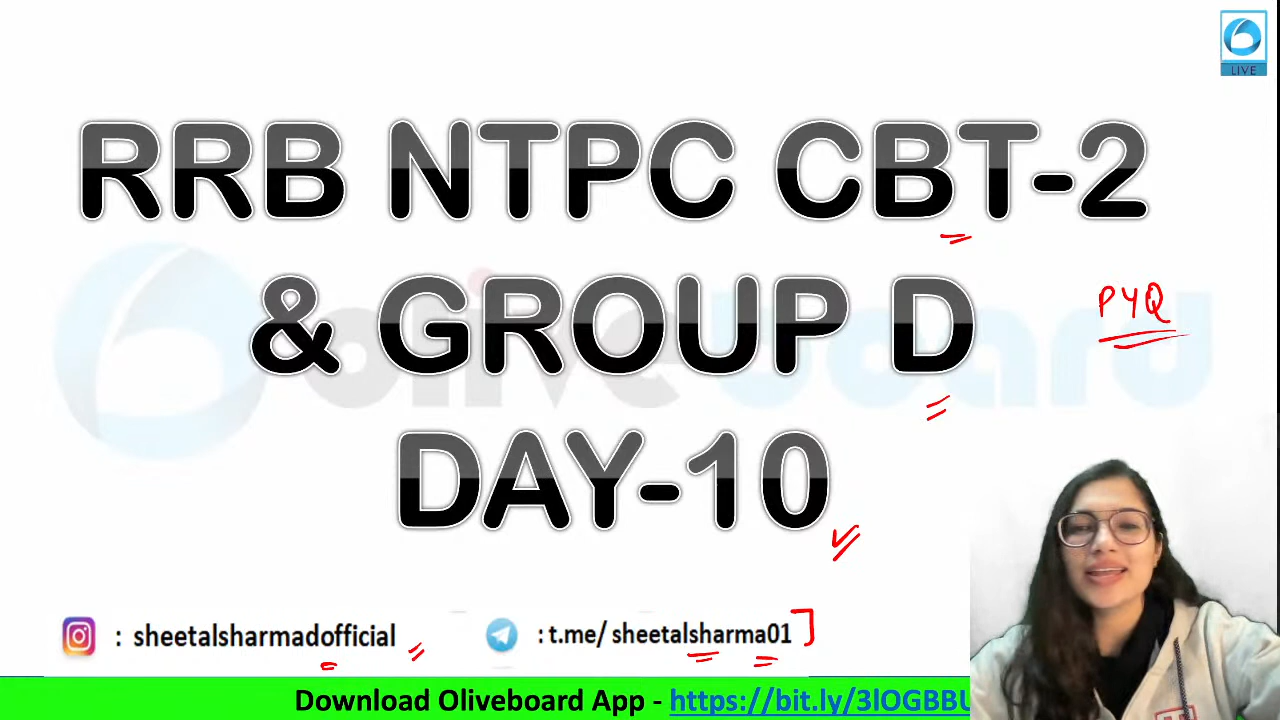 LIVE
RRB NTPC CBT-2
& GROUP D
PYQ
DAY-10
oliveboard
: sheetalsharmadofficial
: t.me/ sheetalsharma01
Download Oliveboard App - https://bit.ly/3lOGBBU